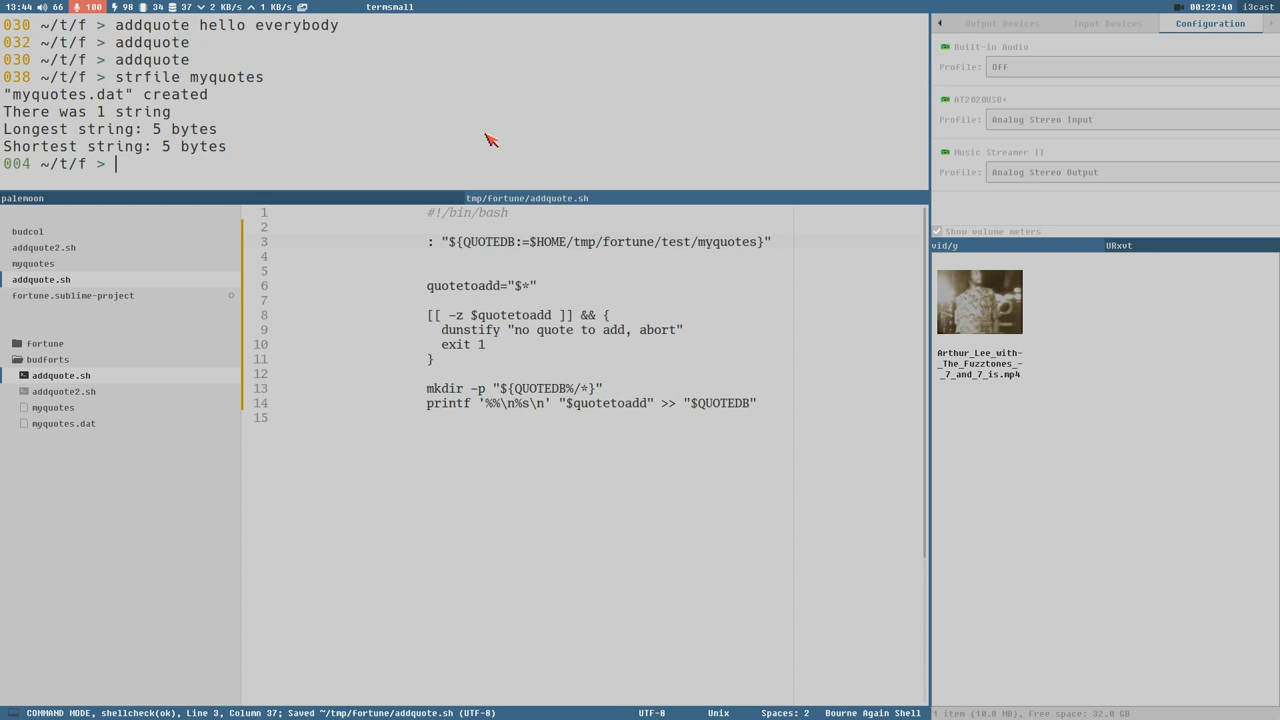 13:44 66 100 98 34 37 2 KB/s 1 KB/s termsmall 00:22:40 i3cast
030 ~/t/f > addquote hello everybody
032 ~/t/f > addquote
030 ~/t/f > addquote
038 ~/t/f > strfile myquotes
"myquotes.dat" created
There was 1 string
Longest string: 5 bytes
Shortest string: 5 bytes
004 ~/t/f >
Output Devices Input Devices Configuration
Built-in Audio
Profile: Off
AT2020USB+
Profile: Analog Stereo Input
Music Streamer II
Profile: Analog Stereo Output
Show volume meters
palemoon tmp/fortune/addquote.sh
budcol
addquote2.sh
myquotes
addquote.sh
fortune.sublime-project
fortune
budforts
addquote.sh
addquote2.sh
myquotes
myquotes.dat
1 #!/bin/bash
2
3 : "${QUOTEDB:=$HOME/tmp/fortune/test/myquotes}"
4
5
6 quotetoadd="$*"
7
8 [[ -z $quotetoadd ]] && {
9 dunstify "no quote to add, abort"
10 exit 1
11 }
12
13 mkdir -p "${QUOTEDB%/*}"
14 printf '%%\n%s\n' "$quotetoadd" >> "$QUOTEDB"
15
vid/y URxvt
Arthur_Lee_with-
_The_Fuzztones_-
_7_and_7_is.mp4
COMMAND MODE, shellcheck(ok), Line 3, Column 37; Saved ~/tmp/fortune/addquote.sh (UTF-8) UTF-8 Unix Spaces: 2 Bourne Again Shell
1 item (10.8 MB), Free space: 32.0 GB